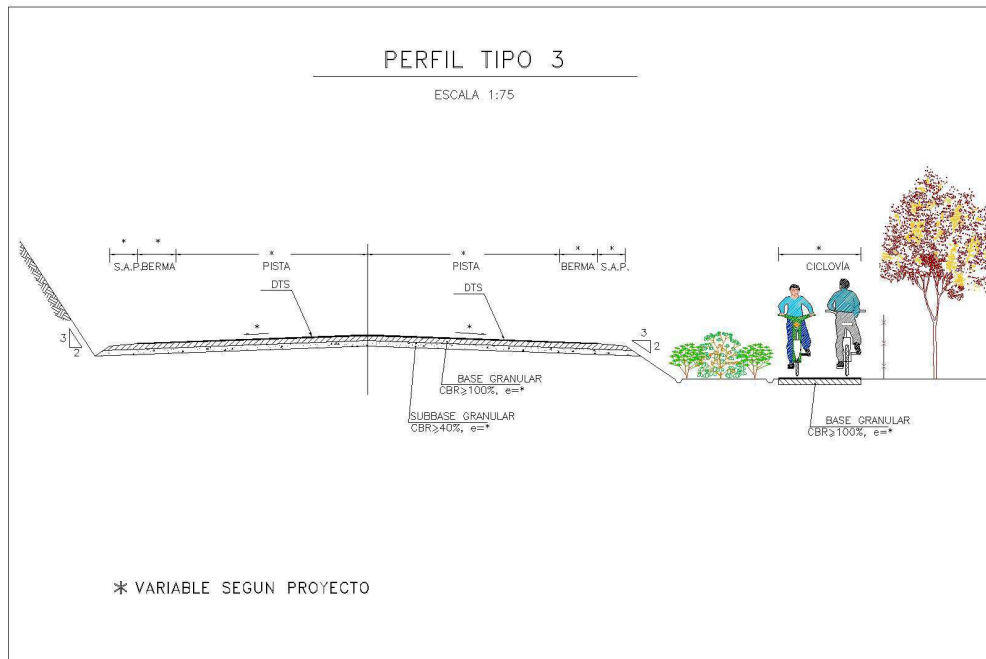 PERFIL TIPO 3
ESCALA 1:75
* * * * * * *
S.A.P. BERMA PISTA PISTA BERMA S.A.P. CICLOVÍA
DTS
DTS
* *
3
2
3
2
BASE GRANULAR
CBR≥100%, e=*
SUBBASE GRANULAR
CBR≥40%, e=*
BASE GRANULAR
CBR≥100%, e=*
* VARIABLE SEGUN PROYECTO